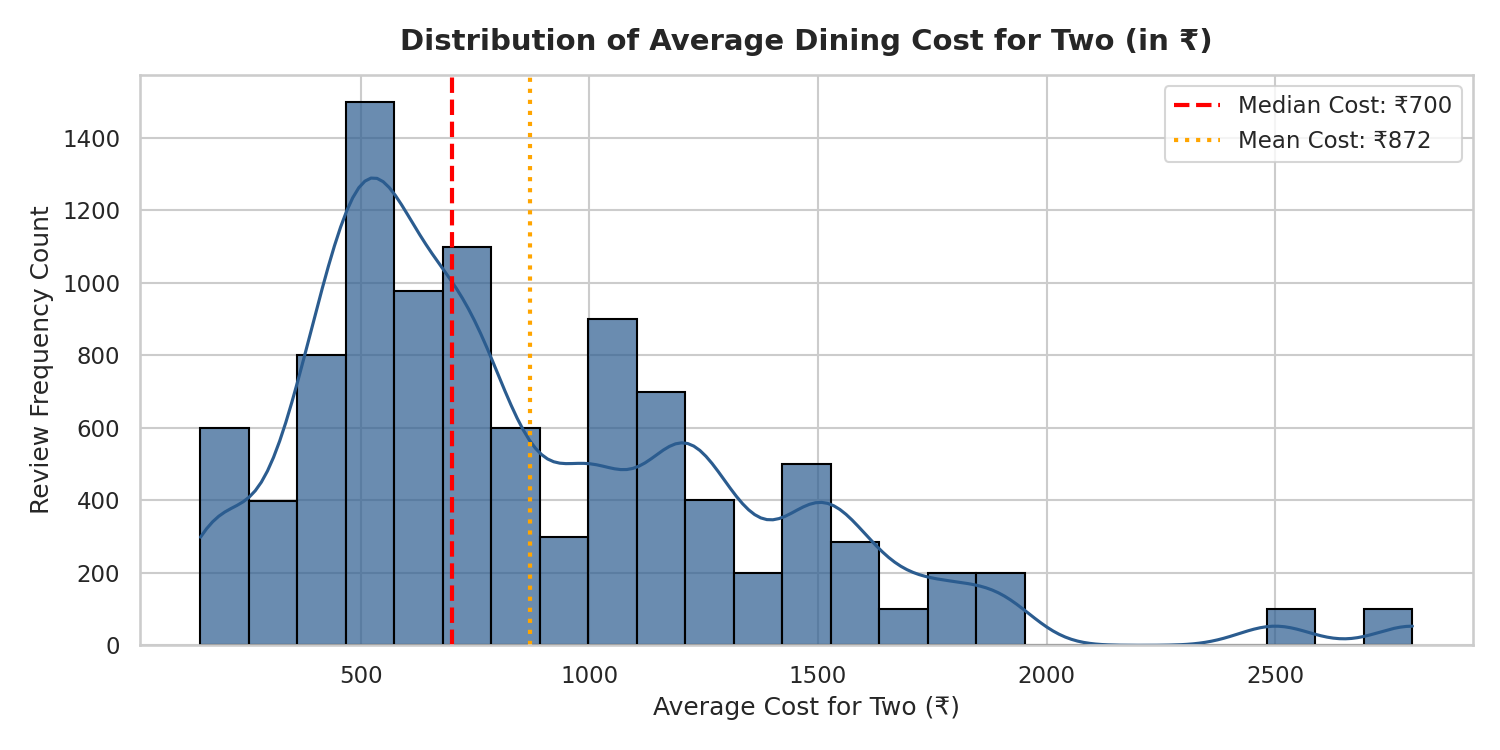 Distribution of Average Dining Cost for Two (in ₹)
Median Cost: ₹700
Mean Cost: ₹872
Review Frequency Count
1400
1200
1000
800
600
400
200
0
500 1000 1500 2000 2500
Average Cost for Two (₹)